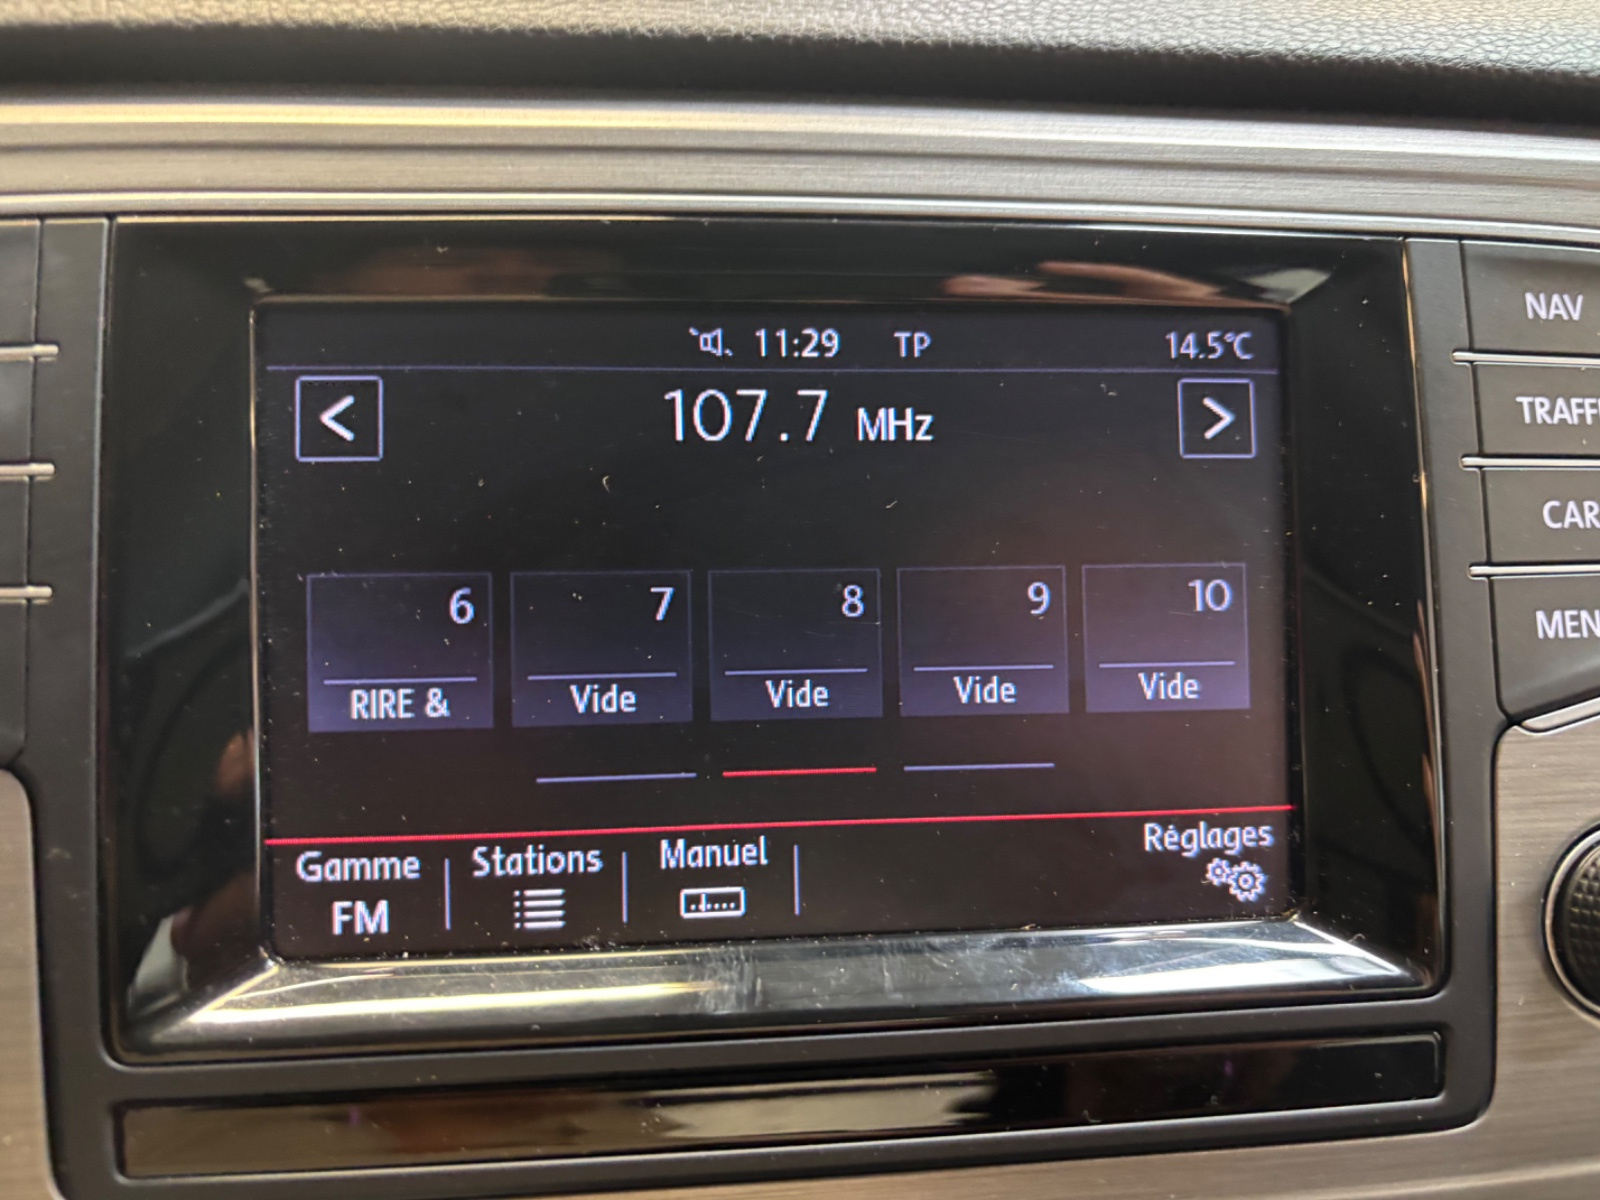 11:29 TP 14.5°C
< 107.7 MHz >
6 7 8 9 10
RIRE & Vide Vide Vide Vide
Gamme Stations Manuel Réglages
FM
NAV
CAR